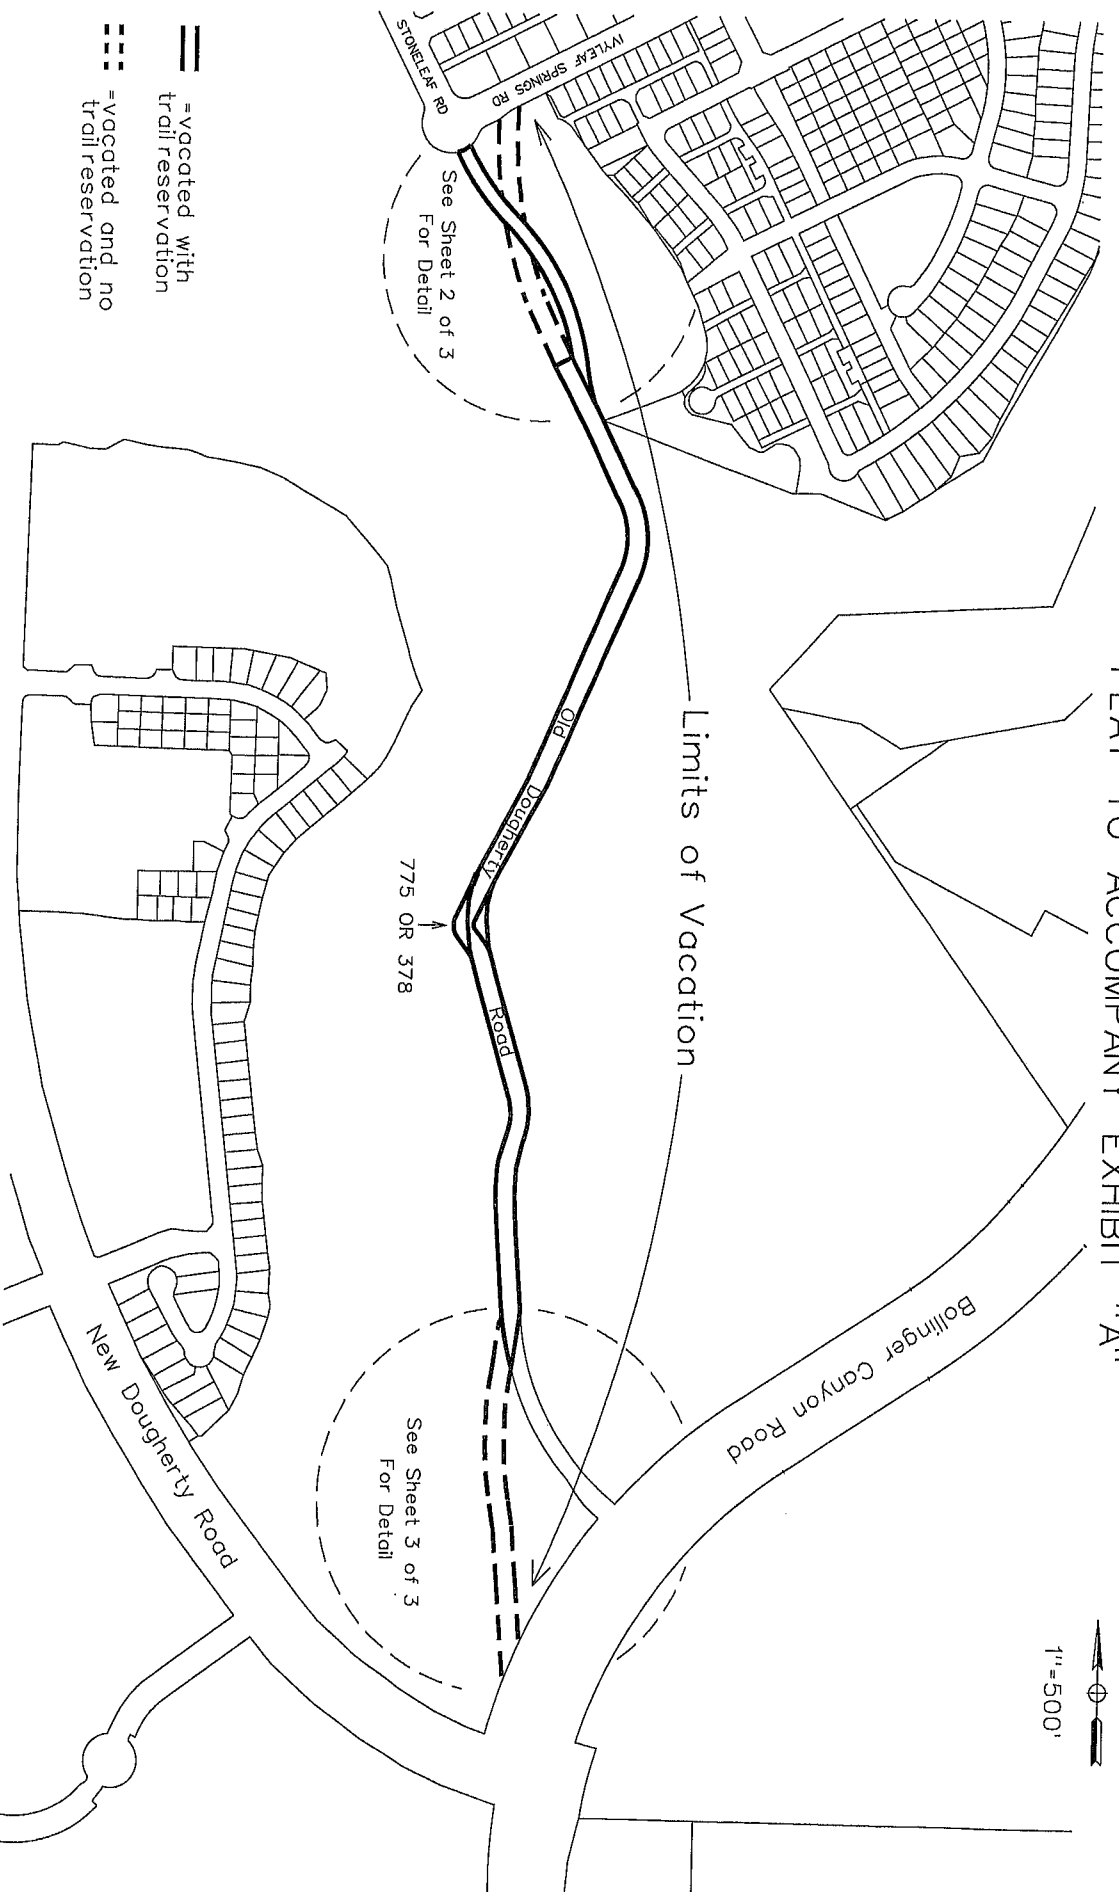 PLAT TO ACCOMPANY EXHIBIT "A"
1"=500'
IVYLEAF SPRINGS RD
STONELEAF RD
See Sheet 2 of 3
For Detail
Limits of Vacation
Bollinger Canyon Road
Old Dougherty Road
775 OR 378
See Sheet 3 of 3
For Detail
New Dougherty Road
=vacated with
trail reservation
=vacated and no
trail reservation